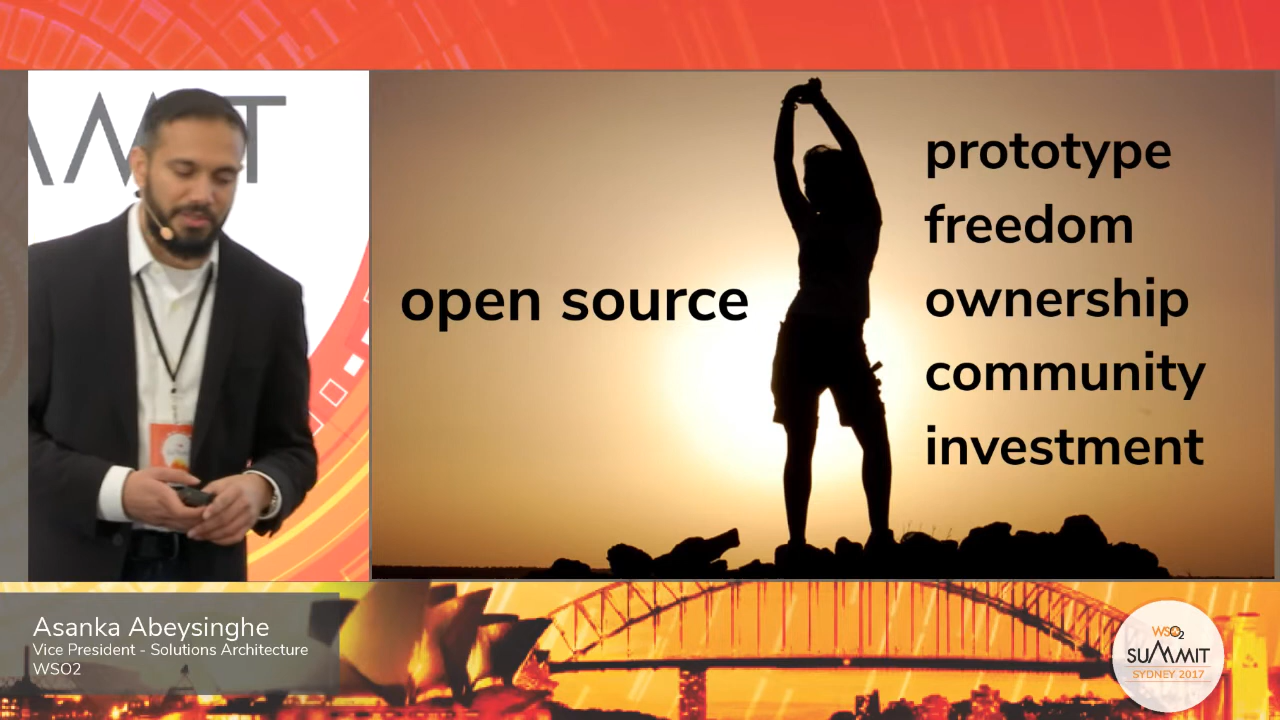 open source
prototype
freedom
ownership
community
investment
Asanka Abeysinghe
Vice President - Solutions Architecture
WSO2
WSO2
SUMMIT
SYDNEY 2017